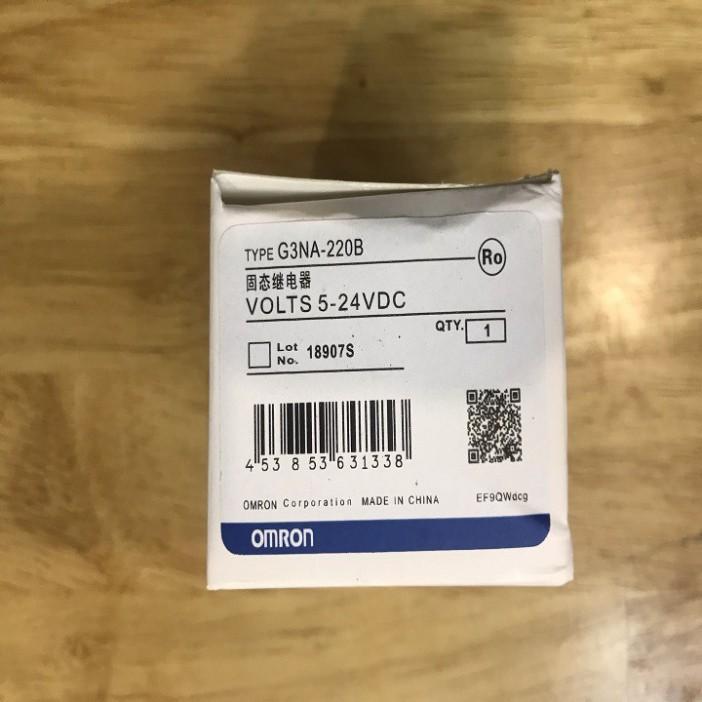 TYPE G3NA-220B
Ro
固态继电器
VOLTS 5-24VDC
QTY. 1
Lot No. 18907S
4 53 8 53 631338
OMRON Corporation MADE IN CHINA
EF9QWacg
OMRON